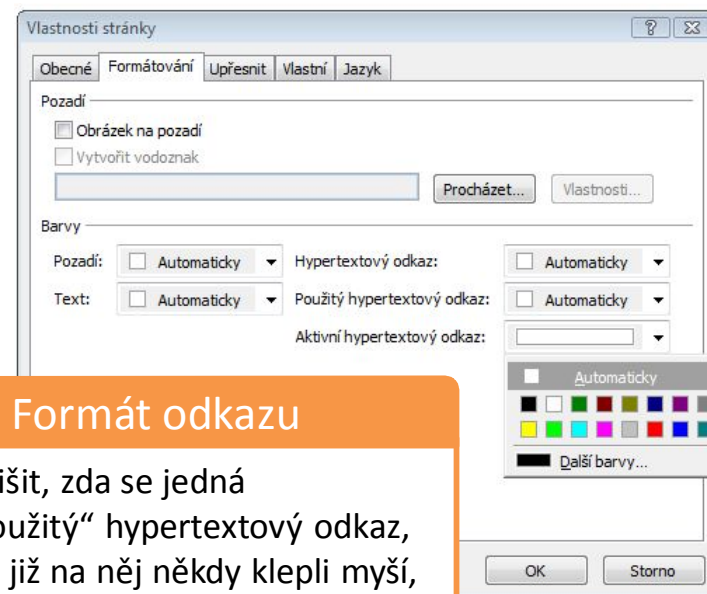 Vlastnosti stránky
Obecné Formátování Upřesnit Vlastní Jazyk
Pozadí
Obrázek na pozadí
Vytvořit vodoznak
Procházet... Vlastnosti...
Barvy
Pozadí: Automaticky Hypertextový odkaz: Automaticky
Text: Automaticky Použitý hypertextový odkaz: Automaticky
Aktivní hypertextový odkaz:
Automaticky
Další barvy...
Formát odkazu
išit, zda se jedná
oužitý“ hypertextový odkaz,
již na něj někdy klepli myší,
OK Storno